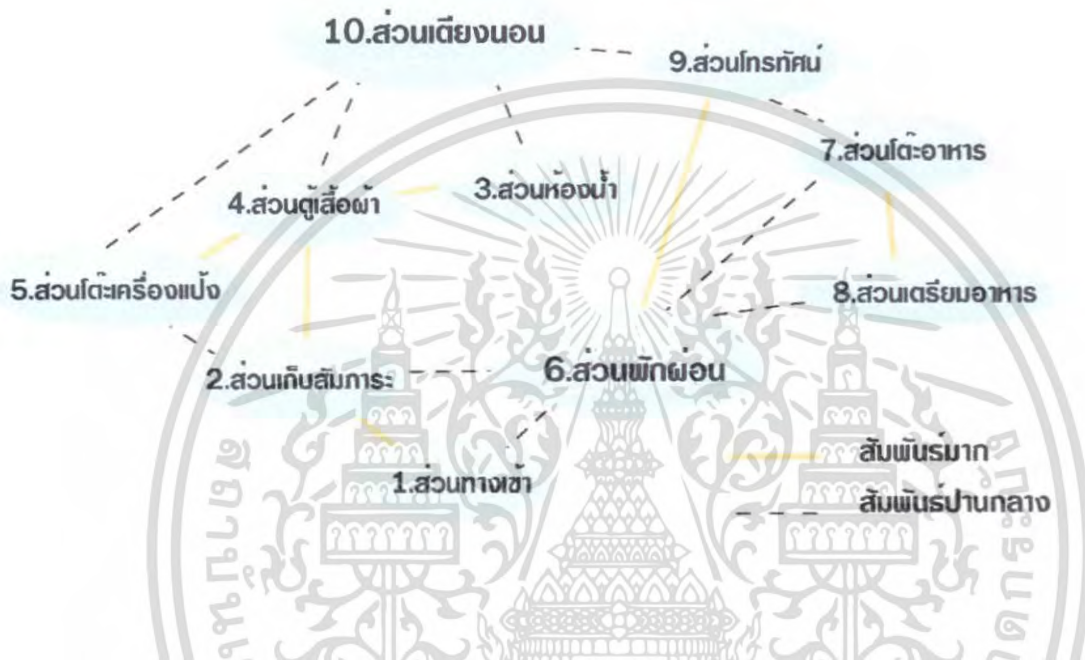 10.ส่วนเตียงนอน
9.ส่วนโทรทัศน์
7.ส่วนโต๊ะอาหาร
4.ส่วนตู้เสื้อผ้า
3.ส่วนห้องน้ำ
5.ส่วนโต๊ะเครื่องแป้ง
8.ส่วนเตรียมอาหาร
2.ส่วนเก็บสัมภาระ
6.ส่วนพักผ่อน
1.ส่วนทางเข้า
สัมพันธ์มาก
สัมพันธ์ปานกลาง